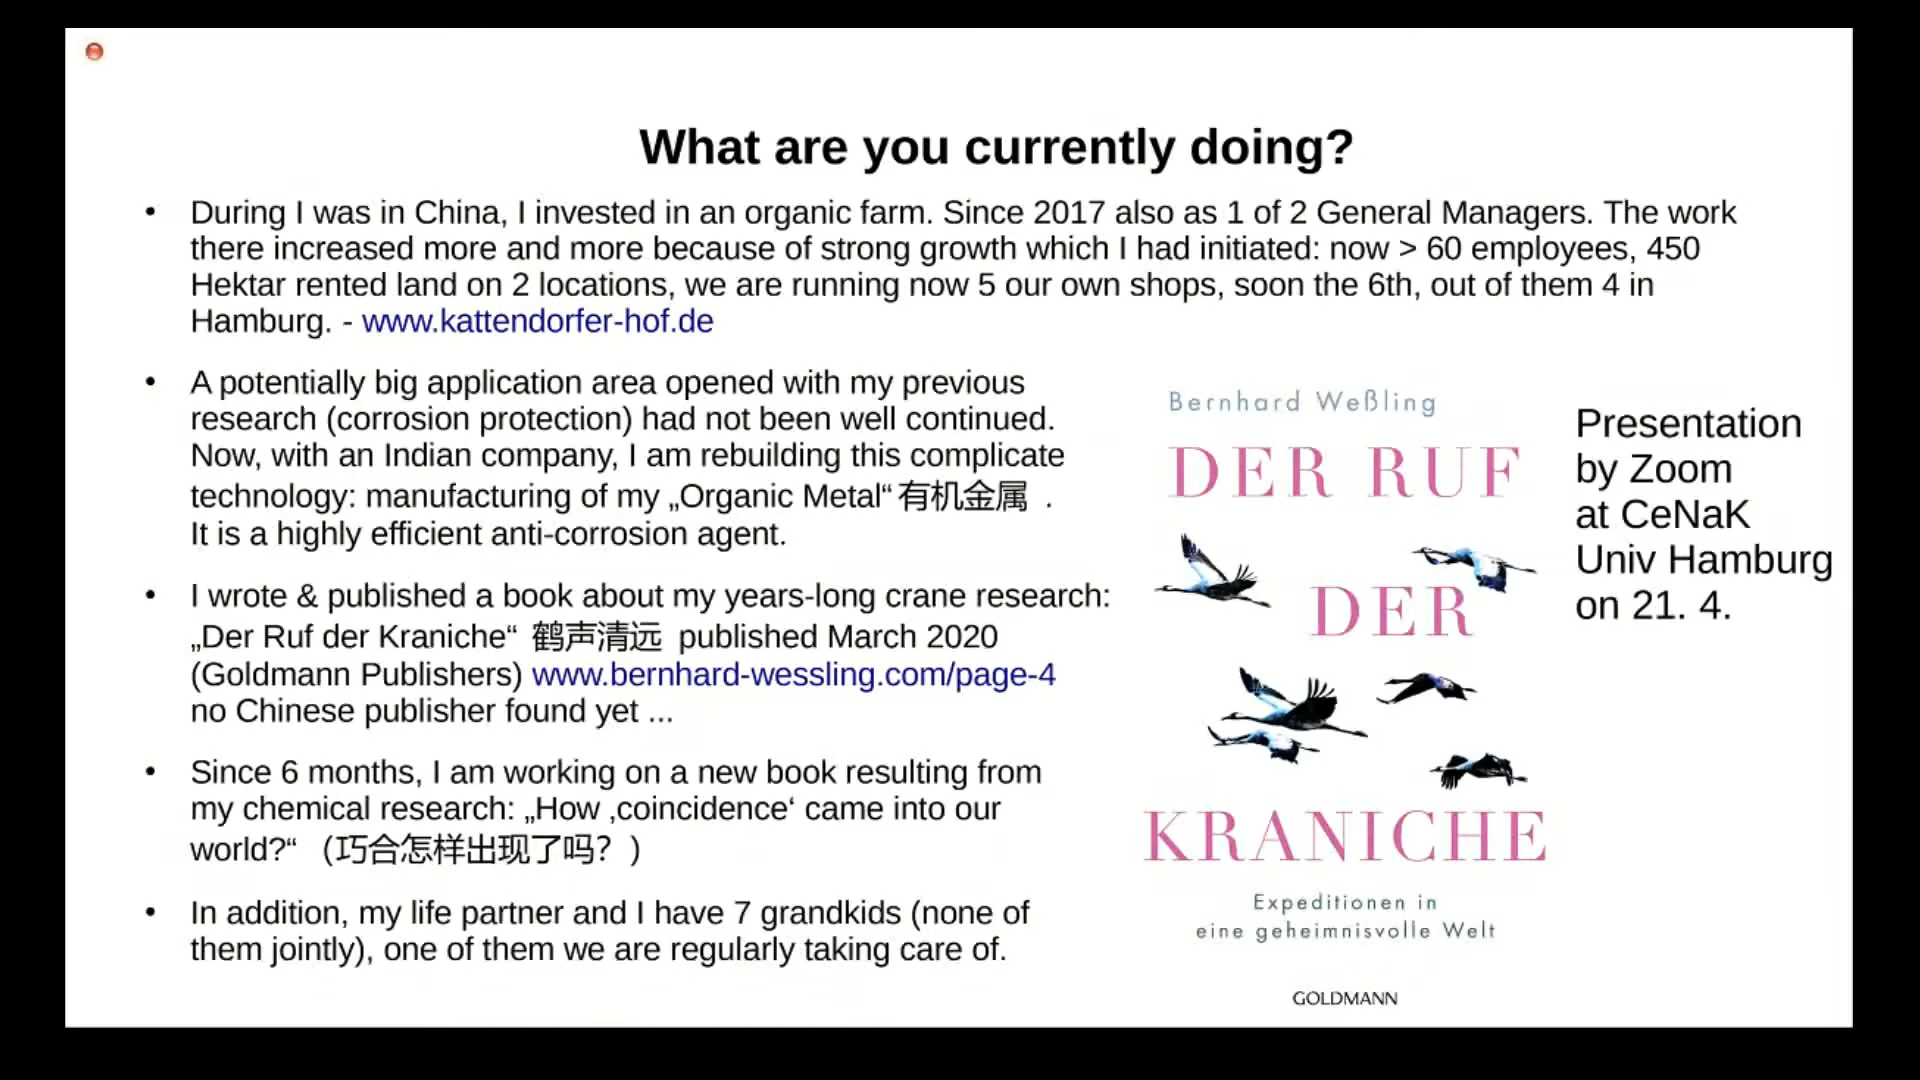 What are you currently doing?
• During I was in China, I invested in an organic farm. Since 2017 also as 1 of 2 General Managers. The work
there increased more and more because of strong growth which I had initiated: now > 60 employees, 450
Hektar rented land on 2 locations, we are running now 5 our own shops, soon the 6th, out of them 4 in
Hamburg. - www.kattendorfer-hof.de
• A potentially big application area opened with my previous
research (corrosion protection) had not been well continued.
Now, with an Indian company, I am rebuilding this complicate
technology: manufacturing of my „Organic Metal“ 有机金属 .
It is a highly efficient anti-corrosion agent.
• I wrote & published a book about my years-long crane research:
„Der Ruf der Kraniche“ 鹤声清远 published March 2020
(Goldmann Publishers) www.bernhard-wessling.com/page-4
no Chinese publisher found yet ...
• Since 6 months, I am working on a new book resulting from
my chemical research: „How ‚coincidence‘ came into our
world?“ （巧合怎样出现了吗？）
• In addition, my life partner and I have 7 grandkids (none of
them jointly), one of them we are regularly taking care of.
Bernhard Weßling
DER RUF
DER
KRANICHE
Expeditionen in
eine geheimnisvolle Welt
GOLDMANN
Presentation
by Zoom
at CeNaK
Univ Hamburg
on 21. 4.